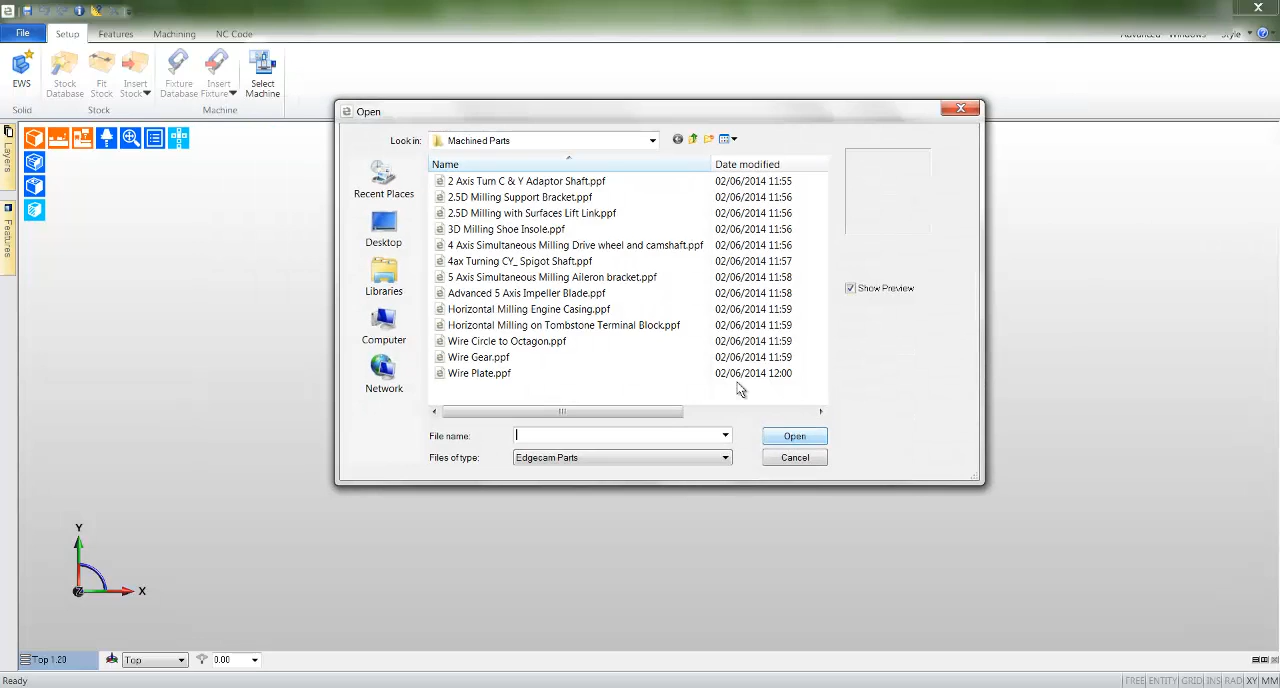 File
Setup
Features
Machining
NC Code
Advanced
Windows
Style
EWS
Stock Database
Fit Stock
Insert Stock
Fixture Database
Insert Fixture
Select Machine
Solid
Stock
Machine
Layers
Features
Open
Look in:
Machined Parts
Name
Date modified
2 Axis Turn C & Y Adaptor Shaft.ppf 02/06/2014 11:55
2.5D Milling Support Bracket.ppf 02/06/2014 11:56
2.5D Milling with Surfaces Lift Link.ppf 02/06/2014 11:56
3D Milling Shoe Insole.ppf 02/06/2014 11:56
4 Axis Simultaneous Milling Drive wheel and camshaft.ppf 02/06/2014 11:56
4ax Turning CY_ Spigot Shaft.ppf 02/06/2014 11:57
5 Axis Simultaneous Milling Aileron bracket.ppf 02/06/2014 11:58
Advanced 5 Axis Impeller Blade.ppf 02/06/2014 11:58
Horizontal Milling Engine Casing.ppf 02/06/2014 11:59
Horizontal Milling on Tombstone Terminal Block.ppf 02/06/2014 11:59
Wire Circle to Octagon.ppf 02/06/2014 11:59
Wire Gear.ppf 02/06/2014 11:59
Wire Plate.ppf 02/06/2014 12:00
Recent Places
Desktop
Libraries
Computer
Network
Show Preview
File name:
Open
Files of type:
Edgecam Parts
Cancel
Y
X
Z
Top 1.20
Top
0.00
Ready
FREE ENTITY GRID INS RAD XY MM